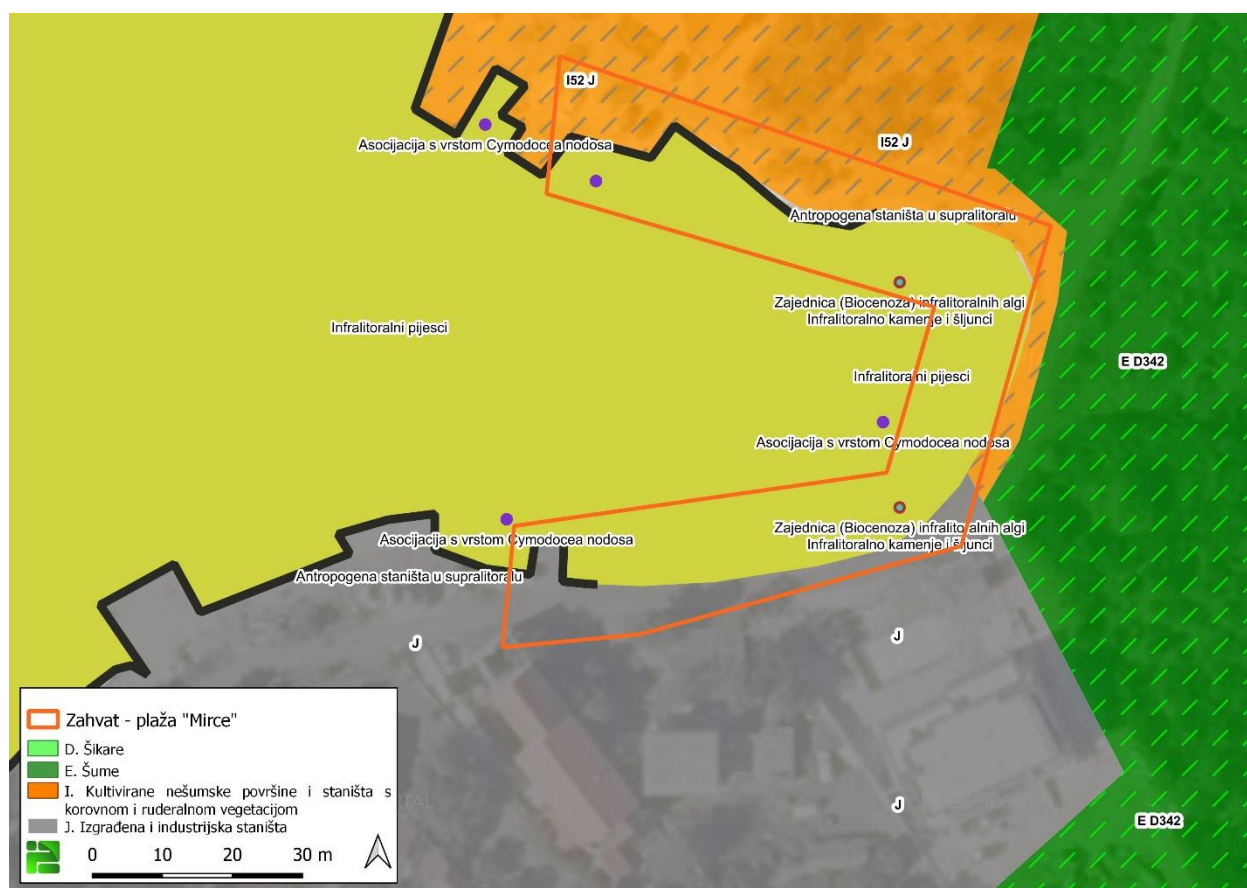 I52 J
Asocijacija s vrstom Cymodocea nodosa
I52 J
Antropogena staništa u supralitoralu
Zajednica (Biocenoza) infralitoralnih algi
Infralitoralno kamenje i šljunci
Infralitoralni pijesci
E D342
Infralitoralni pijesci
Asocijacija s vrstom Cymodocea nodosa
Zajednica (Biocenoza) infralitoralnih algi
Infralitoralno kamenje i šljunci
Asocijacija s vrstom Cymodocea nodosa
Antropogena staništa u supralitoralu
J
J
J
E D342
Zahvat - plaža "Mirce"
D. Šikare
E. Šume
I. Kultivirane nešumske površine i staništa s
korovnom i ruderalnom vegetacijom
J. Izgrađena i industrijska staništa
0 10 20 30 m